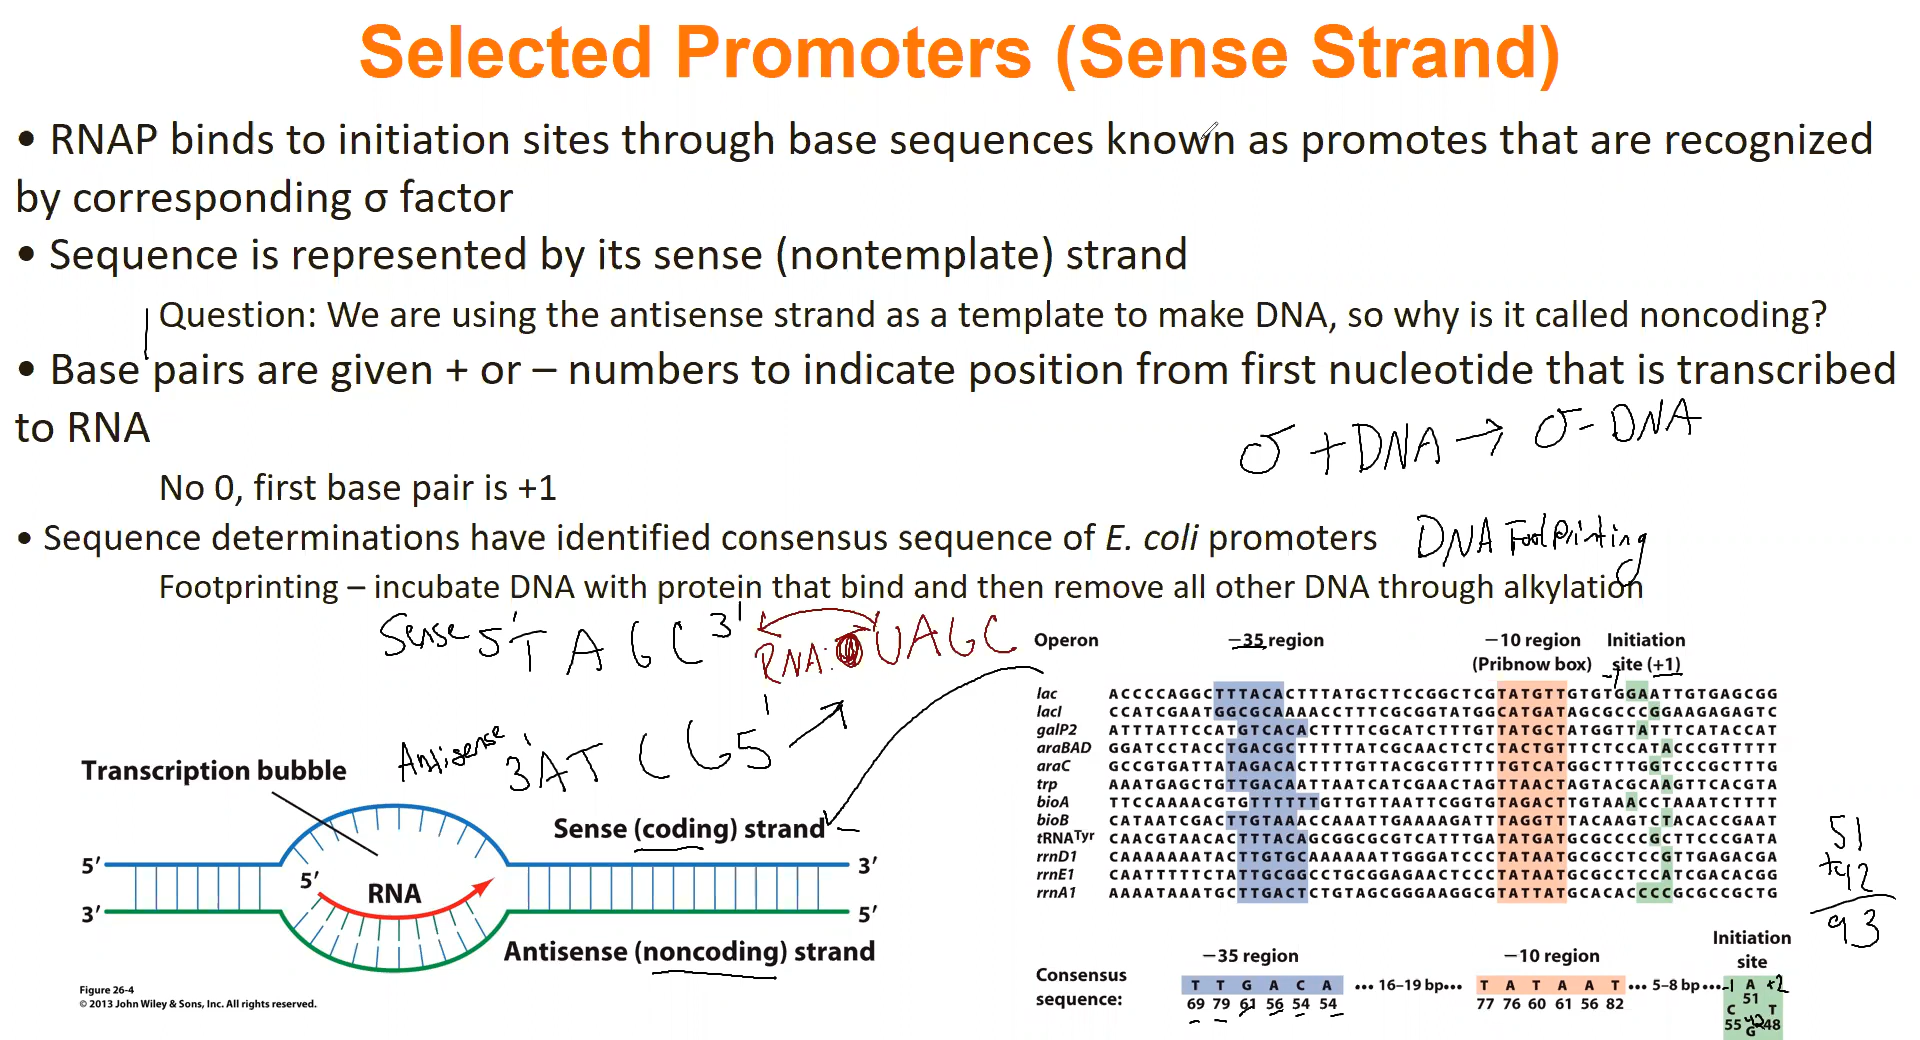 Selected Promoters (Sense Strand)
• RNAP binds to initiation sites through base sequences known as promotes that are recognized
by corresponding σ factor
• Sequence is represented by its sense (nontemplate) strand
Question: We are using the antisense strand as a template to make DNA, so why is it called noncoding?
• Base pairs are given + or – numbers to indicate position from first nucleotide that is transcribed
to RNA
σ + DNA → σ - DNA
No 0, first base pair is +1
• Sequence determinations have identified consensus sequence of E. coli promoters
DNA Footprinting
Footprinting – incubate DNA with protein that bind and then remove all other DNA through alkylation
Sense 5' T A G C 3'
RNA: UAGC
Antisense 3' A T C G 5'
Transcription bubble
Sense (coding) strand
5′ 3′
5′ RNA
3′ 5′
Antisense (noncoding) strand
Figure 26-4
© 2013 John Wiley & Sons, Inc. All rights reserved.
Operon −35 region −10 region Initiation
(Pribnow box) site (+1)
-1
lac ACCCCAGGCTTTACACTTTATGCTTCCGGCTCGTATGTTGTGTGGAATTGTGAGCGG
lacI CCATCGAATGGCGCAAAACCTTTCGCGGTATGGCATGATAGCGCCCGGAAGAGAGTC
galP2 ATTTATTCCATGTCACACTTTTCGCATCTTTGTTATGCTATGGTTATTTCATACCAT
araBAD GGATCCTACCTGACGCTTTTTATCGCAACTCTCTACTGTTTCTCCATACCCGTTTTT
araC GCCGTGATTATAGACACTTTTGTTACGCGTTTTTGTCATGGCTTTGGTCCCGCTTTG
trp AAATGAGCTGTTGACAATTAATCATCGAACTAGTTAACTAGTACGCAAGTTCACGTA
bioA TTCCAAAACGTGTTTTTTGTTGTTAATTCGGTGTAGACTTGTAAACCTAAATCTTTT
bioB CATAATCGACTTGTAAACCAAATTGAAAAGATTTAGGTTTACAAGTCTACACCGAAT
tRNATyr CAACGTAACACTTTACAGCGGCGCGTCATTTGATATGATGCGCCCCGCTTCCCGATA
rrnD1 CAAAAAAATACTTGTGCAAAAAATTGGGATCCCTATAATGCGCCTCCGTTGAGACGA
rrnE1 CAATTTTTCTATTGCGGCCTGCGGAGAACTCCCTATAATGCGCCTCCATCGACACGG
rrnA1 AAAATAAATGCTTGACTCTGTAGCGGGAAGGCGTATTATGCACACCCCGCGCCGCTG
51
+42
93
−35 region −10 region Initiation
site
Consensus
sequence:
T T G A C A ••• 16–19 bp••• T A T A A T ••• 5–8 bp ••• -1 A +2
69 79 61 56 54 54 77 76 60 61 56 82 51
C T
55 42 48
G